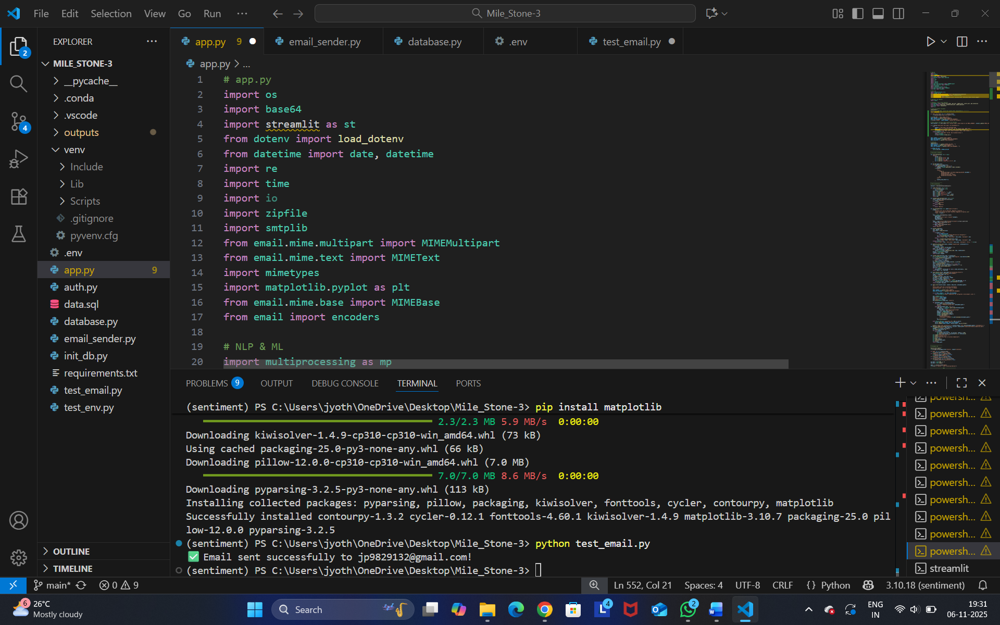 File Edit Selection View Go Run ···
Mile_Stone-3
EXPLORER ···
2
4
MILE_STONE-3
__pycache__
.conda
.vscode
outputs
venv
Include
Lib
Scripts
.gitignore
pyvenv.cfg
.env
app.py 9
auth.py
data.sql
database.py
email_sender.py
init_db.py
requirements.txt
test_email.py
test_env.py
OUTLINE
TIMELINE
app.py 9
email_sender.py
database.py
.env
test_email.py
···
app.py > ...
1 # app.py
2 import os
3 import base64
4 import streamlit as st
5 from dotenv import load_dotenv
6 from datetime import date, datetime
7 import re
8 import time
9 import io
10 import zipfile
11 import smtplib
12 from email.mime.multipart import MIMEMultipart
13 from email.mime.text import MIMEText
14 import mimetypes
15 import matplotlib.pyplot as plt
16 from email.mime.base import MIMEBase
17 from email import encoders
18
19 # NLP & ML
20 import multiprocessing as mp
PROBLEMS 9 OUTPUT DEBUG CONSOLE TERMINAL PORTS
(sentiment) PS C:\Users\jyoth\OneDrive\Desktop\Mile_Stone-3> pip install matplotlib
2.3/2.3 MB 5.9 MB/s 0:00:00
Downloading kiwisolver-1.4.9-cp310-cp310-win_amd64.whl (73 kB)
Using cached packaging-25.0-py3-none-any.whl (66 kB)
Downloading pillow-12.0.0-cp310-cp310-win_amd64.whl (7.0 MB)
7.0/7.0 MB 8.6 MB/s 0:00:00
Downloading pyparsing-3.2.5-py3-none-any.whl (113 kB)
Installing collected packages: pyparsing, pillow, packaging, kiwisolver, fonttools, cycler, contourpy, matplotlib
Successfully installed contourpy-1.3.2 cycler-0.12.1 fonttools-4.60.1 kiwisolver-1.4.9 matplotlib-3.10.7 packaging-25.0 pil
low-12.0.0 pyparsing-3.2.5
(sentiment) PS C:\Users\jyoth\OneDrive\Desktop\Mile_Stone-3> python test_email.py
✅ Email sent successfully to jp9829132@gmail.com!
(sentiment) PS C:\Users\jyoth\OneDrive\Desktop\Mile_Stone-3>
powersh...
powersh...
powersh...
powersh...
powersh...
powersh...
powersh...
powersh...
powersh...
powersh...
streamlit
main* 0 9
Ln 552, Col 21 Spaces: 4 UTF-8 CRLF {} Python 3.10.18 (sentiment)
6
26°C
Mostly cloudy
Search
4
2
ENG
IN
19:31
06-11-2025